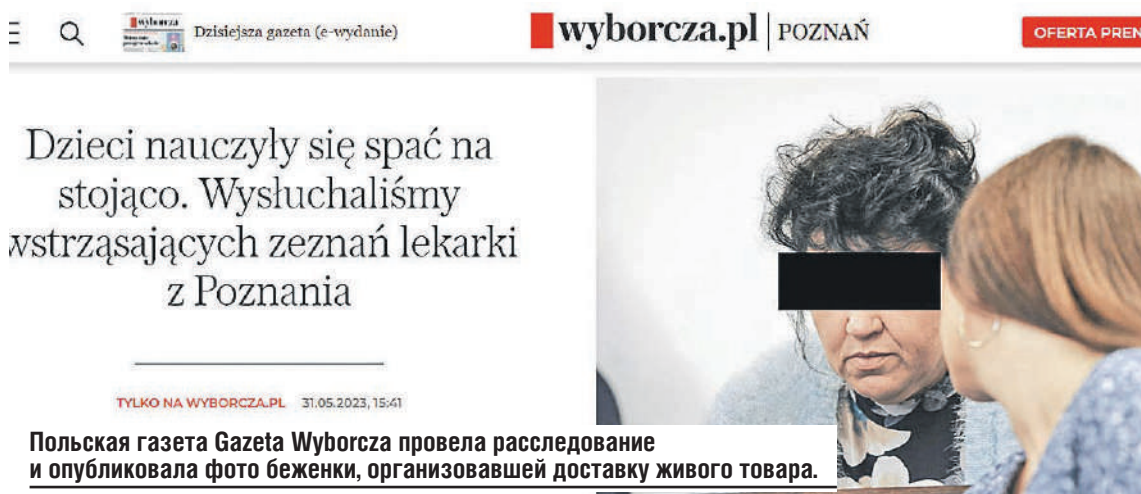 Dzisiejsza gazeta (e-wydanie)
wyborcza.pl | POZNAŃ
OFERTA PREN
Dzieci nauczyły się spać na
stojąco. Wysłuchaliśmy
wstrząsających zeznań lekarki
z Poznania
TYLKO NA WYBORCZA.PL 31.05.2023, 15:41
Польская газета Gazeta Wyborcza провела расследование
и опубликовала фото беженки, организовавшей доставку живого товара.